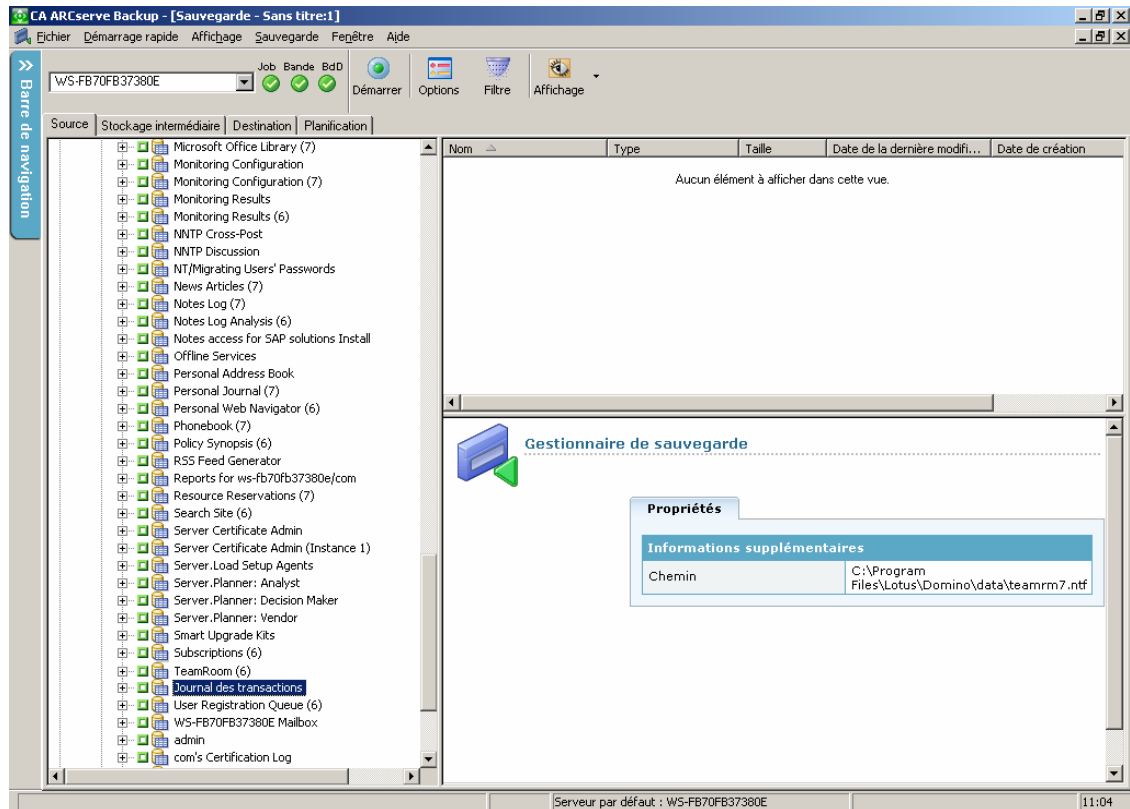 CA ARCserve Backup - [Sauvegarde - Sans titre:1]
Fichier Démarrage rapide Affichage Sauvegarde Fenêtre Aide
Barre de navigation
WS-FB70FB37380E
Job Bande BdD
Démarrer Options Filtre Affichage
Source Stockage intermédiaire Destination Planification
Microsoft Office Library (7)
Monitoring Configuration
Monitoring Configuration (7)
Monitoring Results
Monitoring Results (6)
NNTP Cross-Post
NNTP Discussion
NT/Migrating Users' Passwords
News Articles (7)
Notes Log (7)
Notes Log Analysis (6)
Notes access for SAP solutions Install
Offline Services
Personal Address Book
Personal Journal (7)
Personal Web Navigator (6)
Phonebook (7)
Policy Synopsis (6)
RSS Feed Generator
Reports for ws-fb70fb37380e/com
Resource Reservations (7)
Search Site (6)
Server Certificate Admin
Server Certificate Admin (Instance 1)
Server.Load Setup Agents
Server.Planner: Analyst
Server.Planner: Decision Maker
Server.Planner: Vendor
Smart Upgrade Kits
Subscriptions (6)
TeamRoom (6)
Journal des transactions
User Registration Queue (6)
WS-FB70FB37380E Mailbox
admin
com's Certification Log
Nom Type Taille Date de la dernière modifi... Date de création
Aucun élément à afficher dans cette vue.
Gestionnaire de sauvegarde
Propriétés
Informations supplémentaires
Chemin
C:\Program
Files\Lotus\Domino\data\teamrm7.ntf
Serveur par défaut : WS-FB70FB37380E
11:04